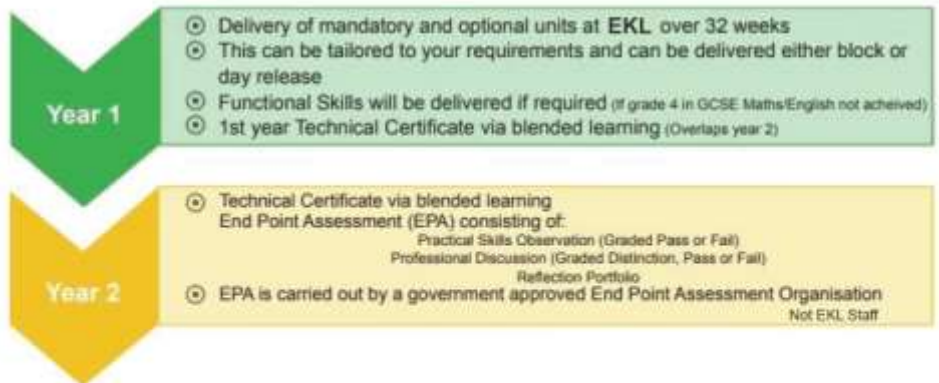 Year 1
Delivery of mandatory and optional units at EKL over 32 weeks
This can be tailored to your requirements and can be delivered either block or
day release
Functional Skills will be delivered if required (If grade 4 in GCSE Maths/English not acheived)
1st year Technical Certificate via blended learning (Overlaps year 2)
Year 2
Technical Certificate via blended learning
End Point Assessment (EPA) consisting of:
Practical Skills Observation (Graded Pass or Fail)
Professional Discussion (Graded Distinction, Pass or Fail)
Reflection Portfolio
EPA is carried out by a government approved End Point Assessment Organisation
Not EKL Staff